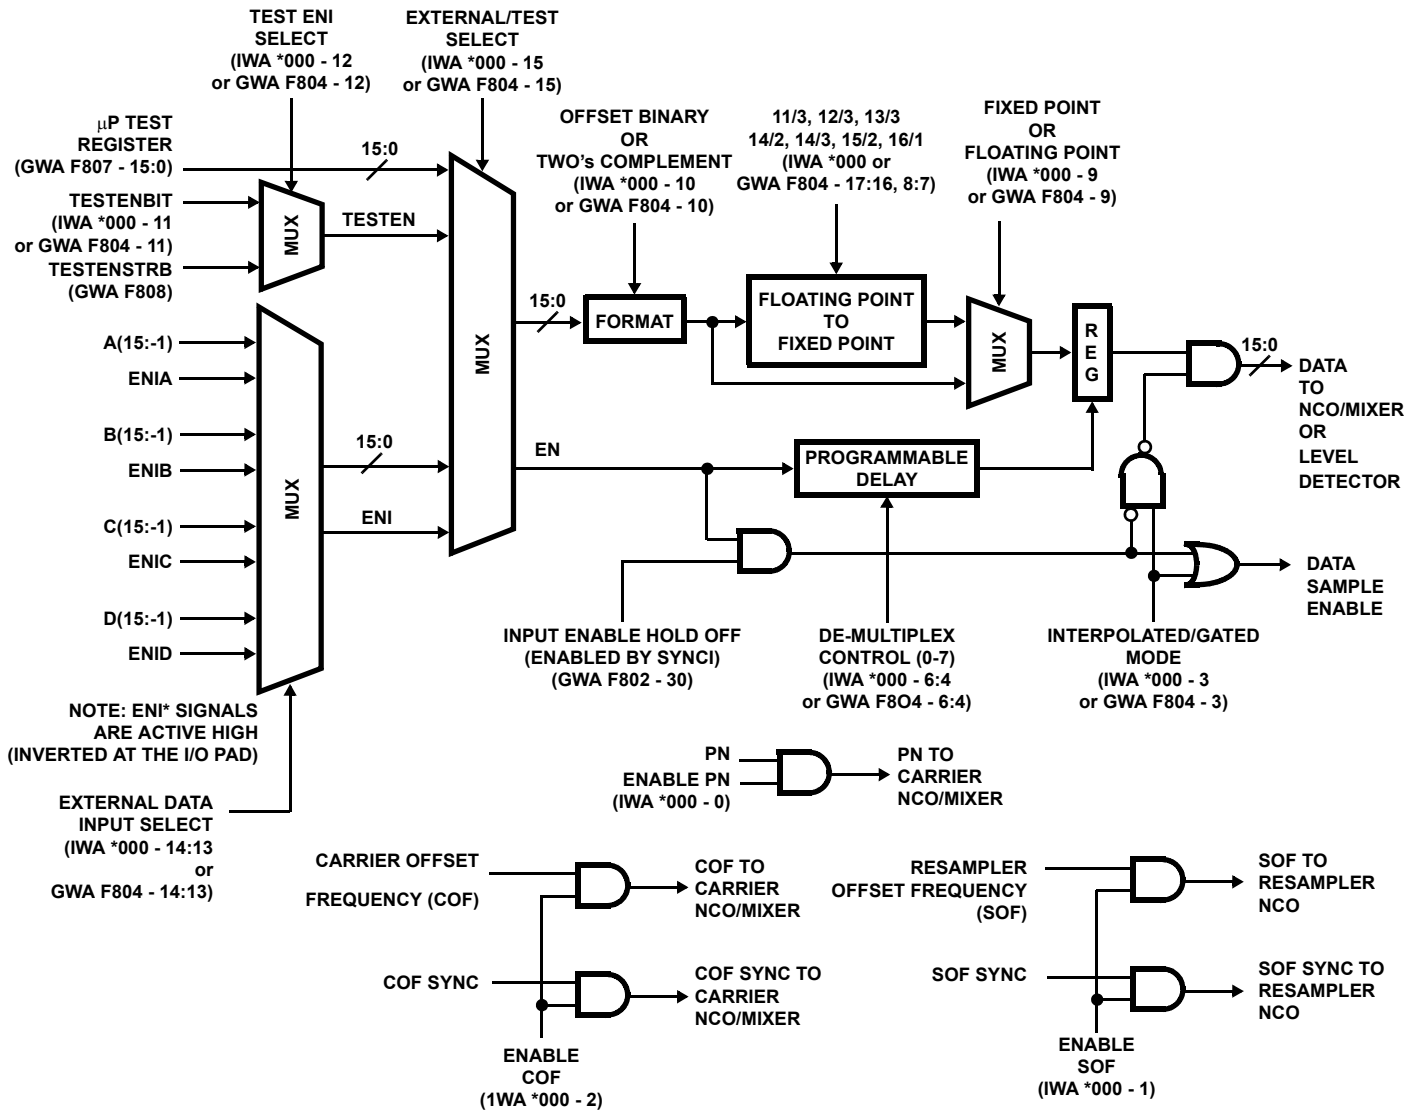 TEST ENI
SELECT
(IWA *000 - 12
or GWA F804 - 12)
EXTERNAL/TEST
SELECT
(IWA *000 - 15
or GWA F804 - 15)
µP TEST
REGISTER
(GWA F807 - 15:0)
15:0
TESTENBIT
(IWA *000 - 11
or GWA F804 - 11)
TESTENSTRB
(GWA F808)
MUX
TESTEN
OFFSET BINARY
OR
TWO's COMPLEMENT
(IWA *000 - 10
or GWA F804 - 10)
11/3, 12/3, 13/3
14/2, 14/3, 15/2, 16/1
(IWA *000 or
GWA F804 - 17:16, 8:7)
FIXED POINT
OR
FLOATING POINT
(IWA *000 - 9
or GWA F804 - 9)
A(15:-1)
ENIA
B(15:-1)
ENIB
C(15:-1)
ENIC
D(15:-1)
ENID
MUX
15:0
ENI
MUX
15:0
FORMAT
FLOATING POINT
TO
FIXED POINT
MUX
R
E
G
15:0
DATA
TO
NCO/MIXER
OR
LEVEL
DETECTOR
EN
PROGRAMMABLE
DELAY
DATA
SAMPLE
ENABLE
INPUT ENABLE HOLD OFF
(ENABLED BY SYNCI)
(GWA F802 - 30)
DE-MULTIPLEX
CONTROL (0-7)
(IWA *000 - 6:4
or GWA F8O4 - 6:4)
INTERPOLATED/GATED
MODE
(IWA *000 - 3
or GWA F804 - 3)
NOTE: ENI* SIGNALS
ARE ACTIVE HIGH
(INVERTED AT THE I/O PAD)
EXTERNAL DATA
INPUT SELECT
(IWA *000 - 14:13
or
GWA F804 - 14:13)
PN
ENABLE PN
(IWA *000 - 0)
PN TO
CARRIER
NCO/MIXER
CARRIER OFFSET
FREQUENCY (COF)
COF TO
CARRIER
NCO/MIXER
COF SYNC
COF SYNC TO
CARRIER
NCO/MIXER
ENABLE
COF
(1WA *000 - 2)
RESAMPLER
OFFSET FREQUENCY
(SOF)
SOF TO
RESAMPLER
NCO
SOF SYNC
SOF SYNC TO
RESAMPLER
NCO
ENABLE
SOF
(IWA *000 - 1)